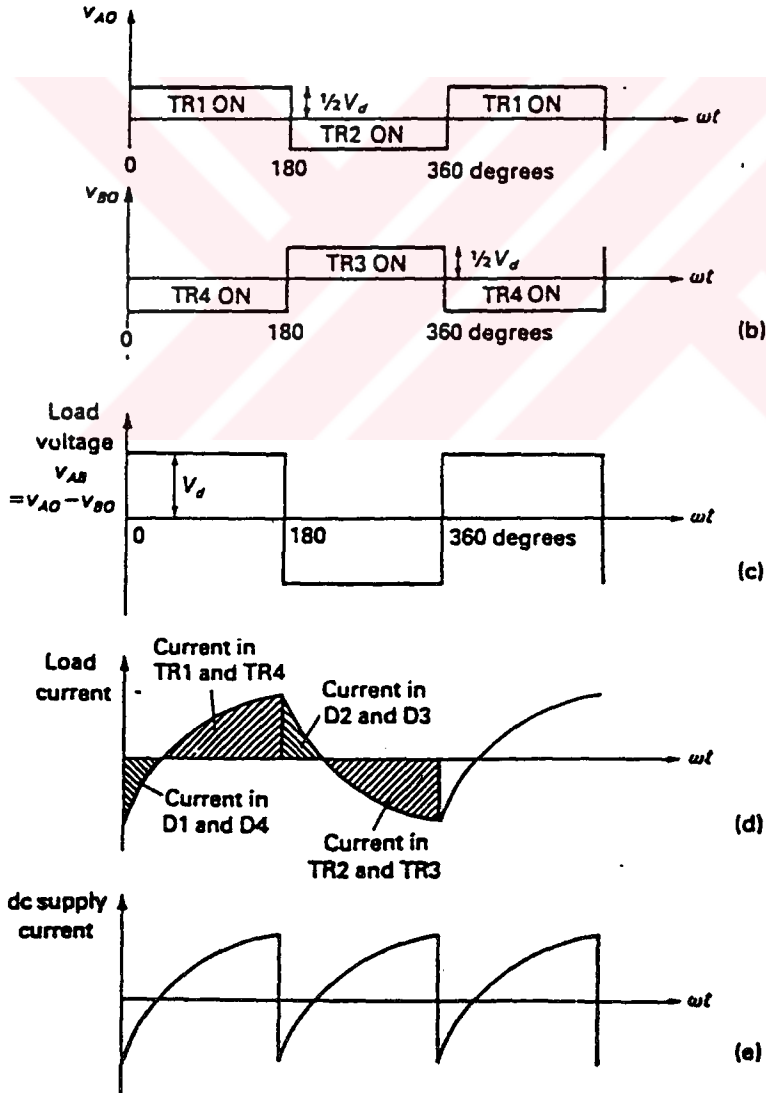 v_AO
TR1 ON
½V_d
TR1 ON
ωt
TR2 ON
0
180
360 degrees
v_BO
TR3 ON
½V_d
ωt
TR4 ON
TR4 ON
0
180
360 degrees
(b)
Load
voltage
v_AB
=v_AO−v_BO
V_d
ωt
0
180
360 degrees
(c)
Load
current
Current in
TR1 and TR4
Current in
D2 and D3
ωt
Current in
D1 and D4
Current in
TR2 and TR3
(d)
dc supply
current
ωt
(e)